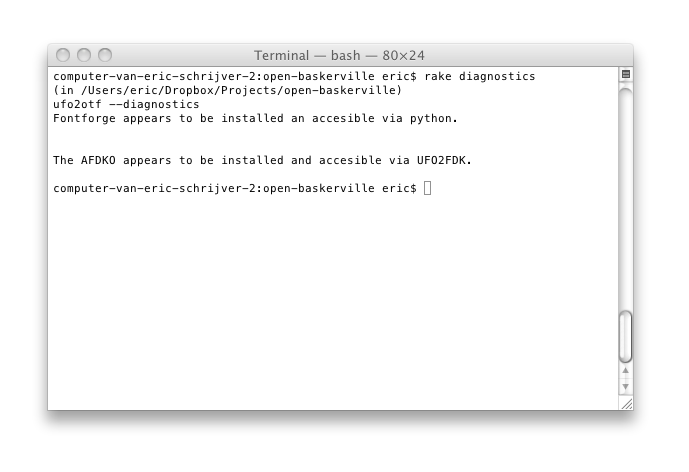 Terminal — bash — 80×24
computer-van-eric-schrijver-2:open-baskerville eric$ rake diagnostics
(in /Users/eric/Dropbox/Projects/open-baskerville)
ufo2otf --diagnostics
Fontforge appears to be installed an accesible via python.
The AFDKO appears to be installed and accesible via UFO2FDK.
computer-van-eric-schrijver-2:open-baskerville eric$